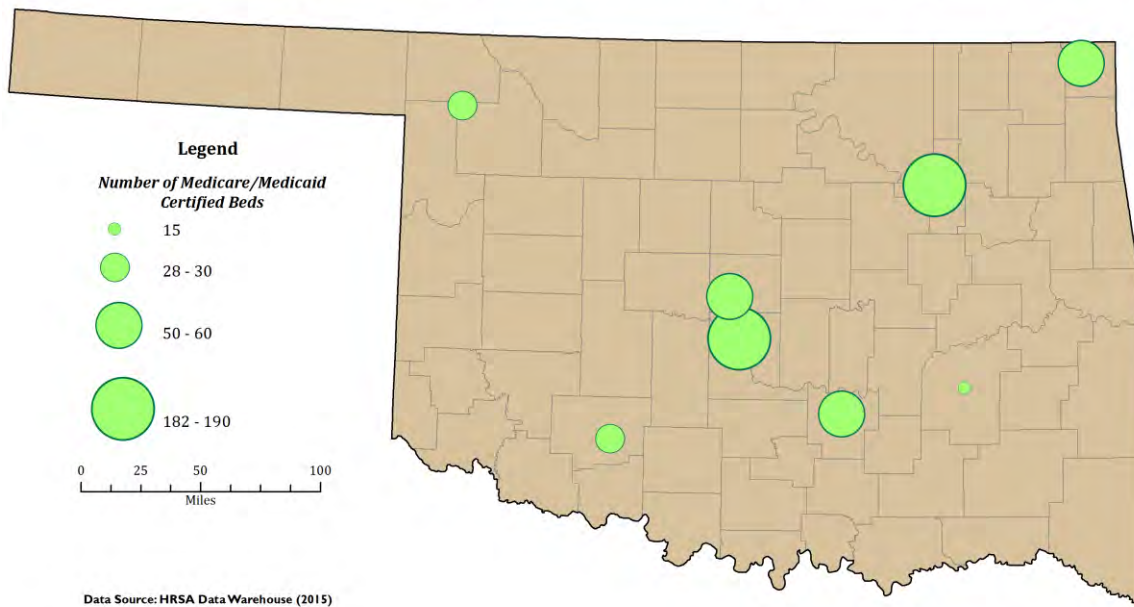 Legend
Number of Medicare/Medicaid
Certified Beds
15
28 - 30
50 - 60
182 - 190
0 25 50 100
Miles
Data Source: HRSA Data Warehouse (2015)